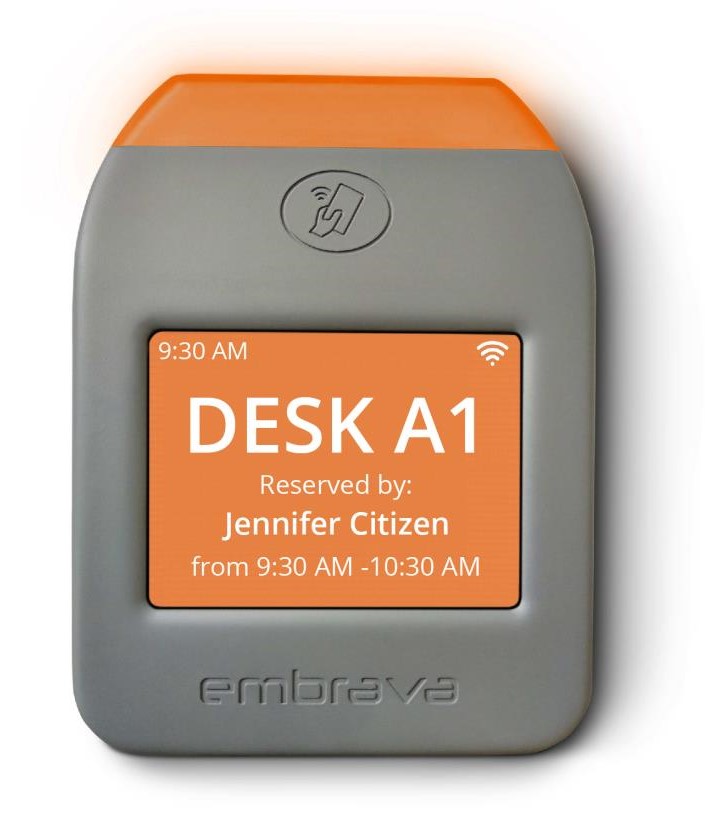 9:30 AM
DESK A1
Reserved by:
Jennifer Citizen
from 9:30 AM -10:30 AM
embrava